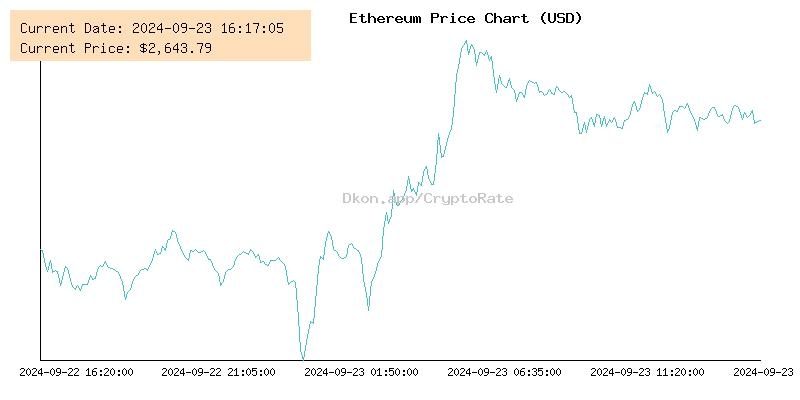 Ethereum Price Chart (USD)
Current Date: 2024-09-23 16:17:05
Current Price: $2,643.79
Dkon.app/CryptoRate
2024-09-22 16:20:00 2024-09-22 21:05:00 2024-09-23 01:50:00 2024-09-23 06:35:00 2024-09-23 11:20:00 2024-09-23